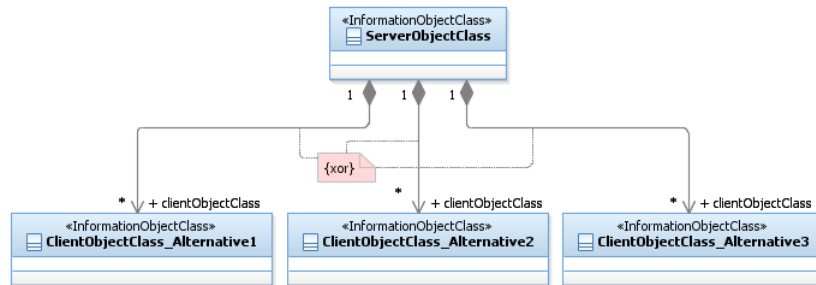 «InformationObjectClass»
ServerObjectClass
1 1 1
{xor}
* + clientObjectClass * + clientObjectClass * + clientObjectClass
«InformationObjectClass» «InformationObjectClass» «InformationObjectClass»
ClientObjectClass_Alternative1 ClientObjectClass_Alternative2 ClientObjectClass_Alternative3